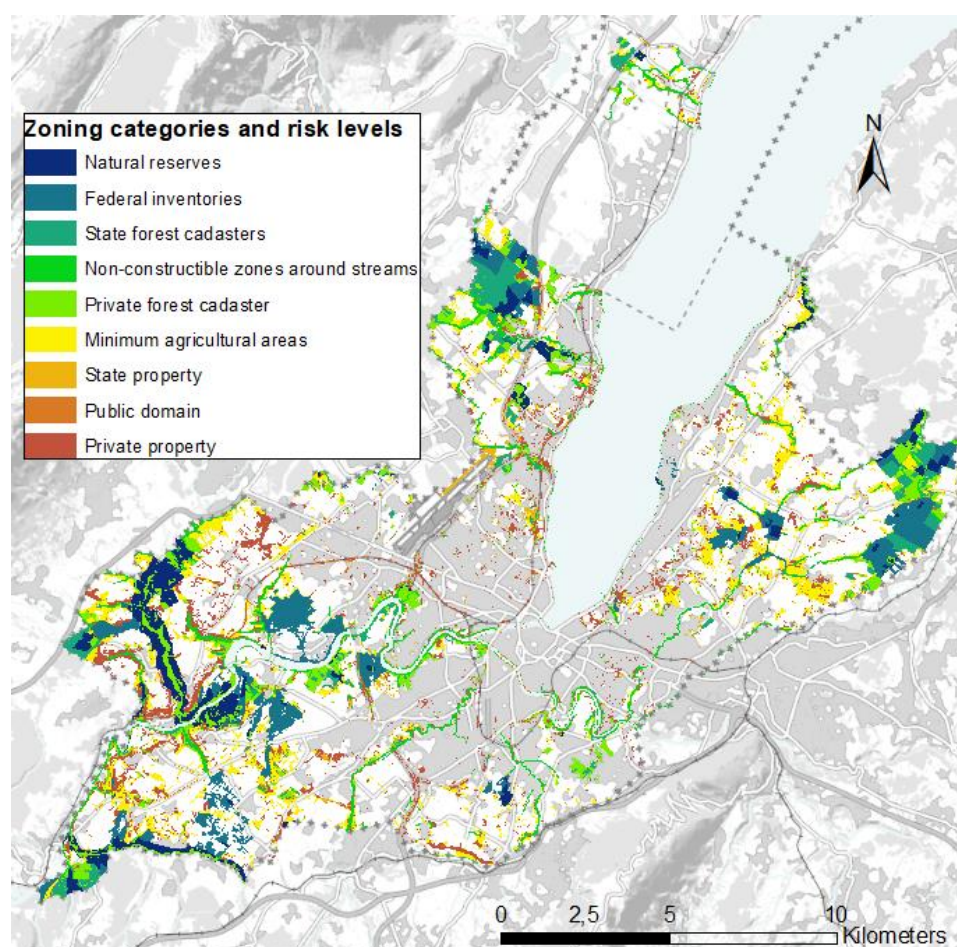 Zoning categories and risk levels
Natural reserves
Federal inventories
State forest cadasters
Non-constructible zones around streams
Private forest cadaster
Minimum agricultural areas
State property
Public domain
Private property
N
0 2,5 5 10
Kilometers